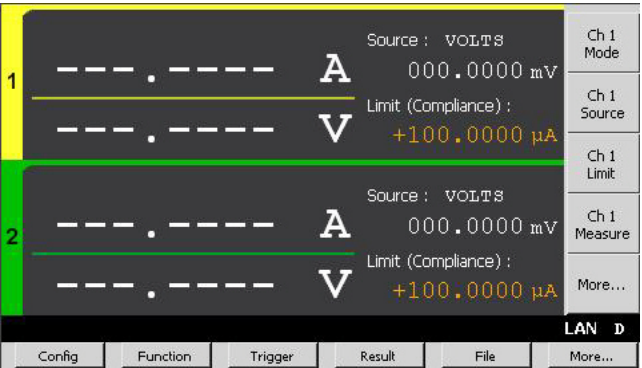 1
---.---- A
Source : VOLTS
000.0000 mV
---.---- V
Limit (Compliance) :
+100.0000 µA
2
---.---- A
Source : VOLTS
000.0000 mV
---.---- V
Limit (Compliance) :
+100.0000 µA
Ch 1
Mode
Ch 1
Source
Ch 1
Limit
Ch 1
Measure
More...
LAN D
Config Function Trigger Result File More...